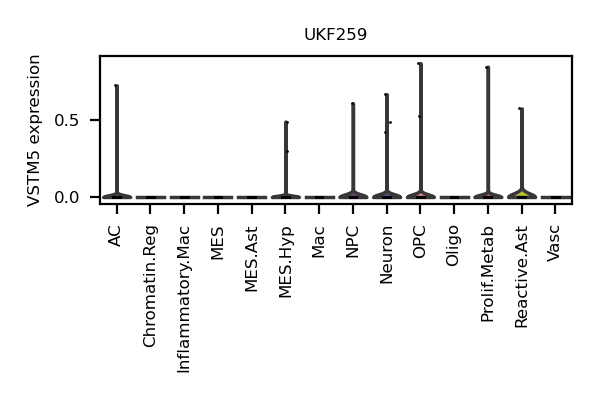 UKF259
VSTM5 expression
0.5
0.0
AC
Chromatin.Reg
Inflammatory.Mac
MES
MES.Ast
MES.Hyp
Mac
NPC
Neuron
OPC
Oligo
Prolif.Metab
Reactive.Ast
Vasc